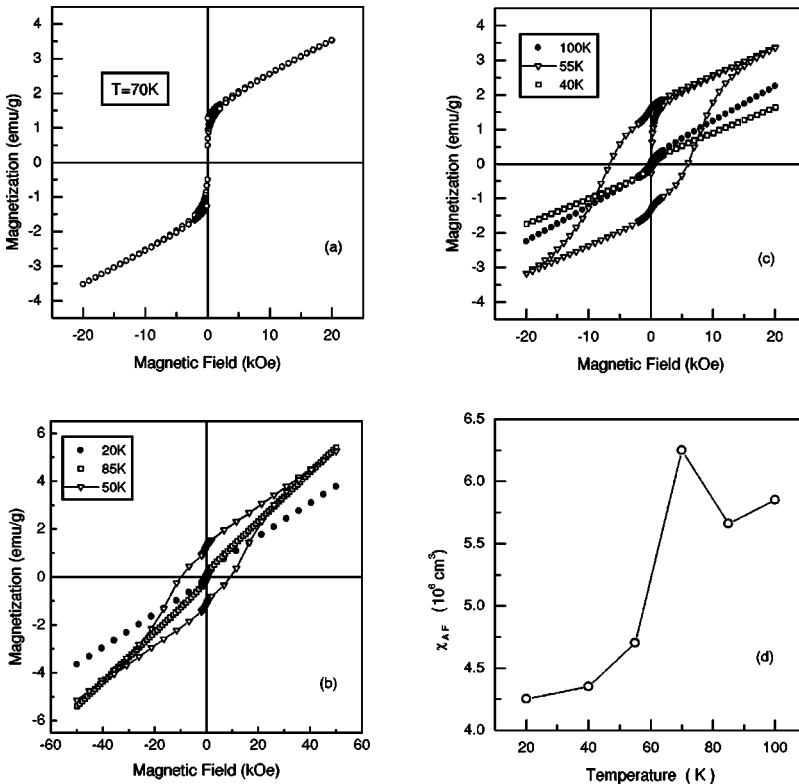 4
3
2
1
0
-1
-2
-3
-4
Magnetization (emu/g)
T=70K
(a)
-20
-10
0
10
20
Magnetic Field (kOe)
4
3
2
1
0
-1
-2
-3
-4
Magnetization (emu/g)
100K
55K
40K
(c)
-20
-10
0
10
20
Magnetic Field (kOe)
6
4
2
0
-2
-4
-6
Magnetization (emu/g)
20K
85K
50K
(b)
-60
-40
-20
0
20
40
60
Magnetic Field (kOe)
6.5
6.0
5.5
5.0
4.5
4.0
χAF (10⁶ cm³)
(d)
20
40
60
80
100
Temperature ( K )